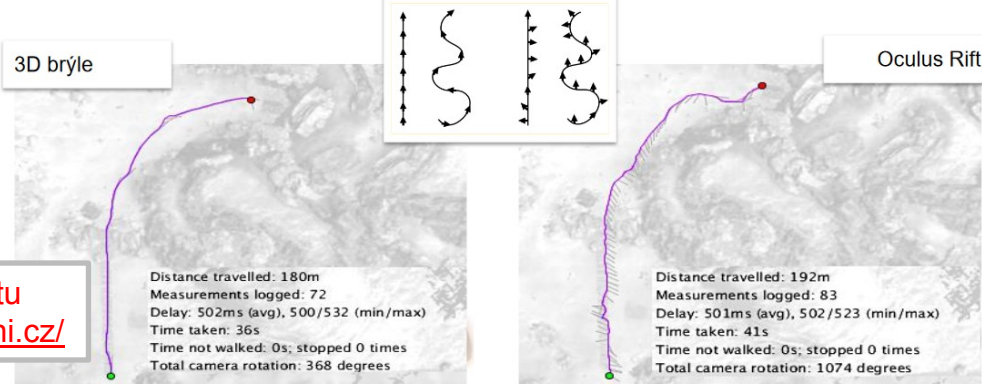 3D brýle
Oculus Rift
tu
ni.cz/
Distance travelled: 180m
Measurements logged: 72
Delay: 502ms (avg), 500/532 (min/max)
Time taken: 36s
Time not walked: 0s; stopped 0 times
Total camera rotation: 368 degrees
Distance travelled: 192m
Measurements logged: 83
Delay: 501ms (avg), 502/523 (min/max)
Time taken: 41s
Time not walked: 0s; stopped 0 times
Total camera rotation: 1074 degrees